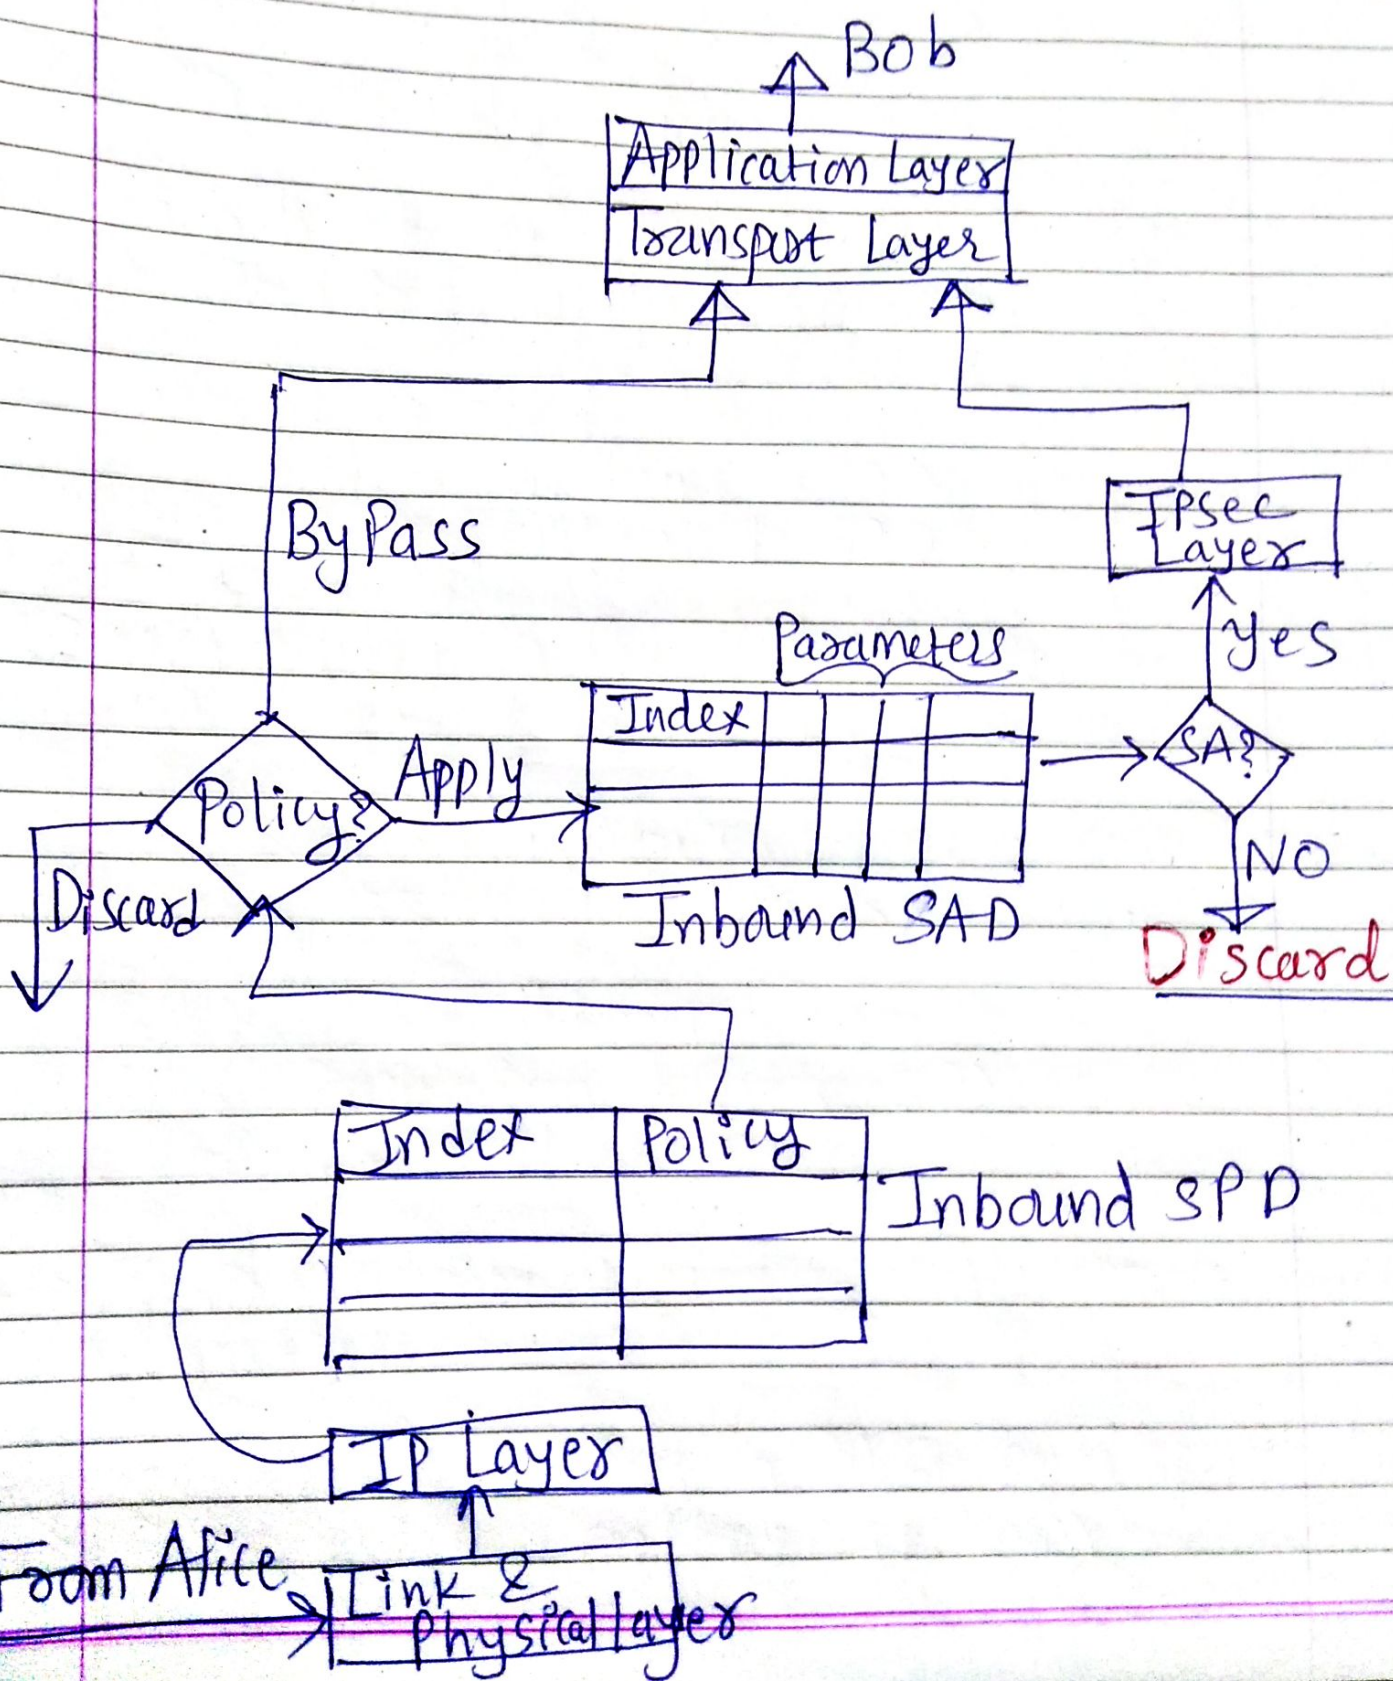 Bob
Application Layer
Transport Layer
ByPass
IPsec
Layer
Yes
Parameters
Index
SA?
Apply
Policy?
NO
Discard
Inbound SAD
Discard
Index Policy
Inbound SPD
IP Layer
From Alice
Link &
Physical layer